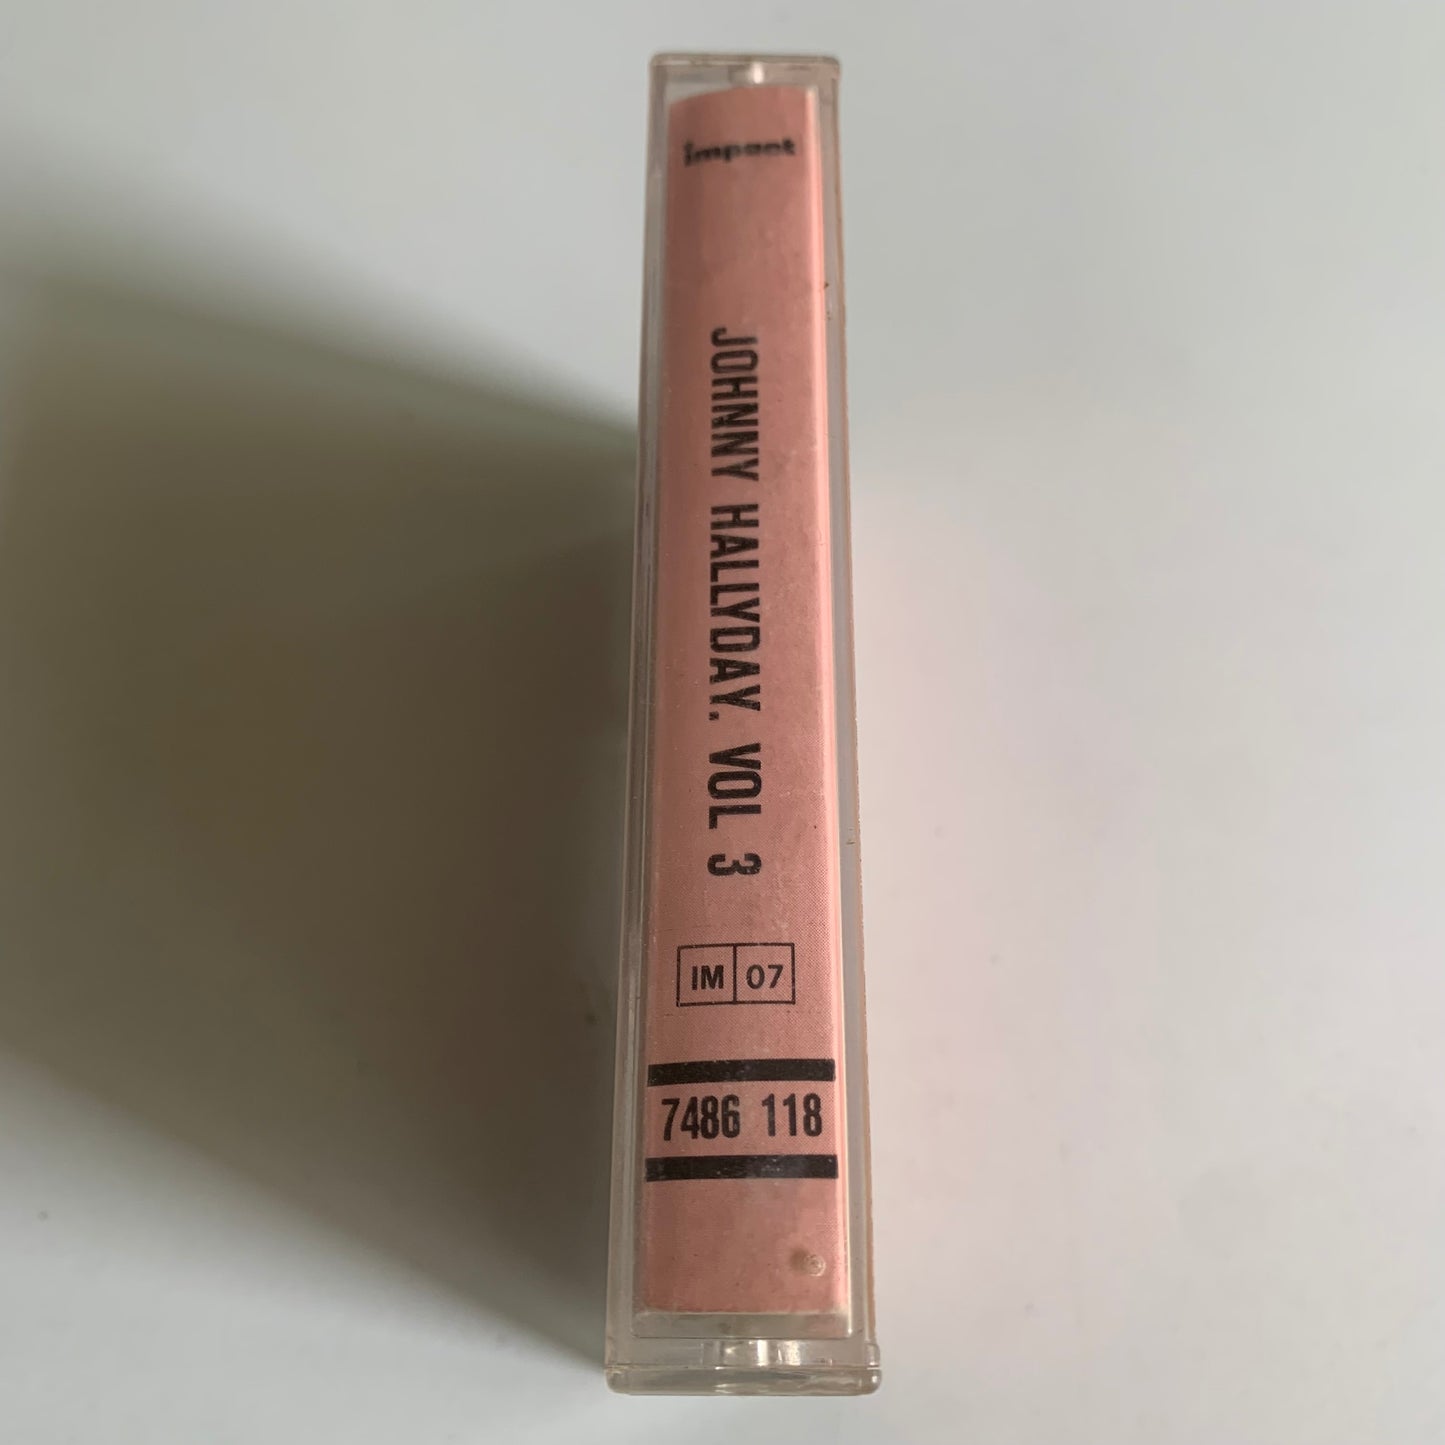 impact
JOHNNY HALLYDAY. VOL 3
IM 07
7486 118